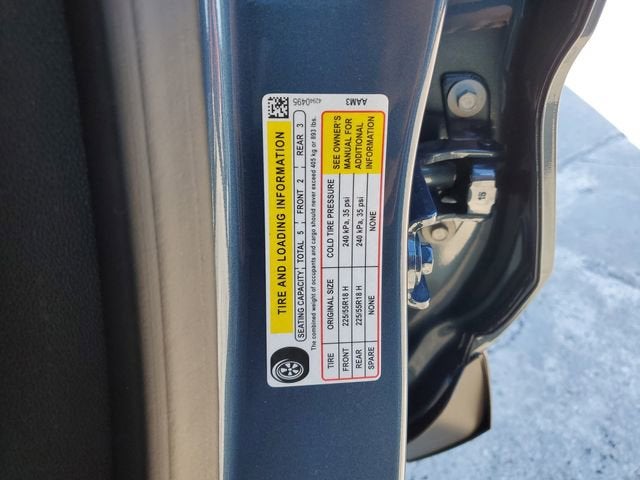 TIRE AND LOADING INFORMATION
SEATING CAPACITY TOTAL 5 FRONT 2 REAR 3
The combined weight of occupants and cargo should never exceed 405 kg or 893 lbs.
TIRE ORIGINAL SIZE COLD TIRE PRESSURE
FRONT 225/55R18 H 240 kPa, 35 psi
REAR 225/55R18 H 240 kPa, 35 psi
SPARE NONE NONE
SEE OWNER'S
MANUAL FOR
ADDITIONAL
INFORMATION
AAM3